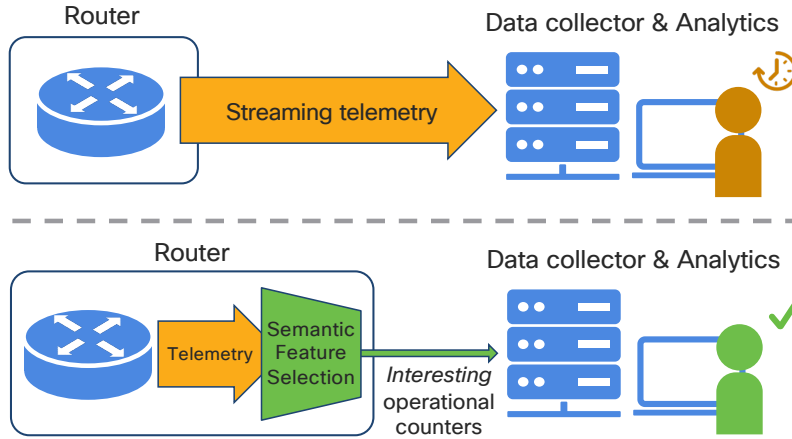 Router
Data collector & Analytics
Streaming telemetry
Router
Data collector & Analytics
Telemetry
Semantic
Feature
Selection
Interesting
operational
counters